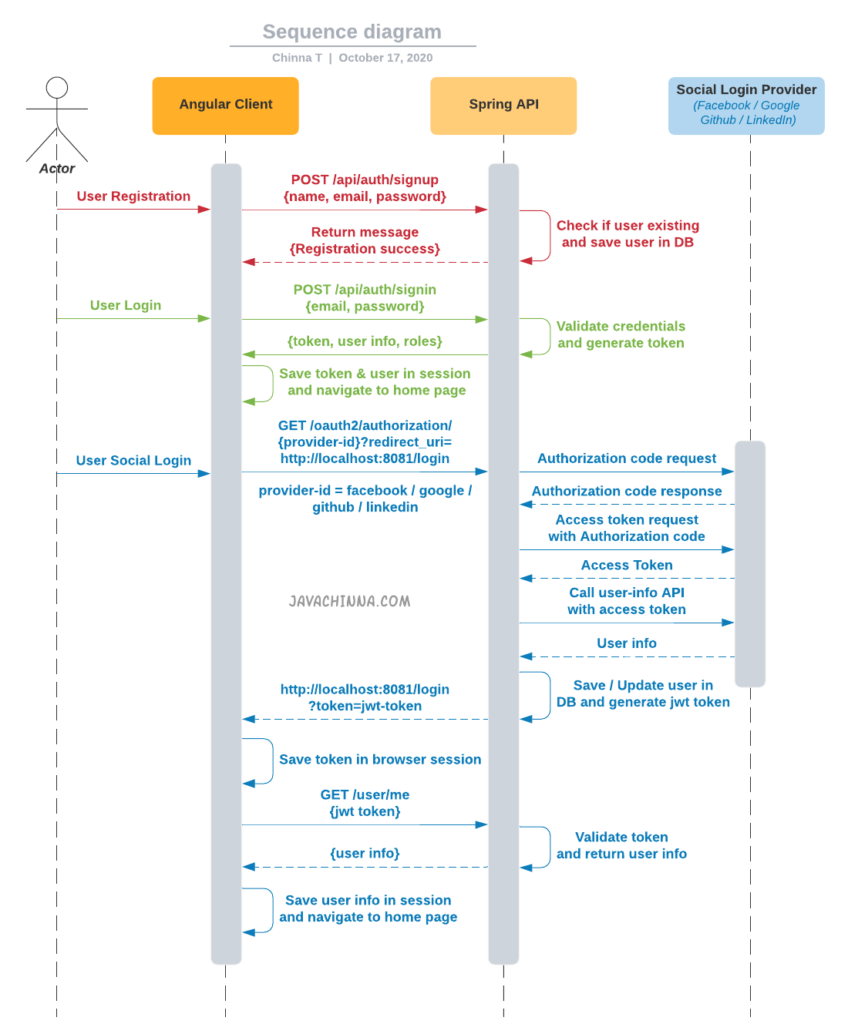 Sequence diagram
Chinna T | October 17, 2020
Actor
Angular Client
Spring API
Social Login Provider
(Facebook / Google
Github / LinkedIn)
User Registration
POST /api/auth/signup
{name, email, password}
Check if user existing
and save user in DB
Return message
{Registration success}
User Login
POST /api/auth/signin
{email, password}
Validate credentials
and generate token
{token, user info, roles}
Save token & user in session
and navigate to home page
User Social Login
GET /oauth2/authorization/
{provider-id}?redirect_uri=
http://localhost:8081/login
provider-id = facebook / google /
github / linkedin
Authorization code request
Authorization code response
Access token request
with Authorization code
Access Token
Call user-info API
with access token
User info
JAVACHINNA.COM
Save / Update user in
DB and generate jwt token
http://localhost:8081/login
?token=jwt-token
Save token in browser session
GET /user/me
{jwt token}
Validate token
and return user info
{user info}
Save user info in session
and navigate to home page